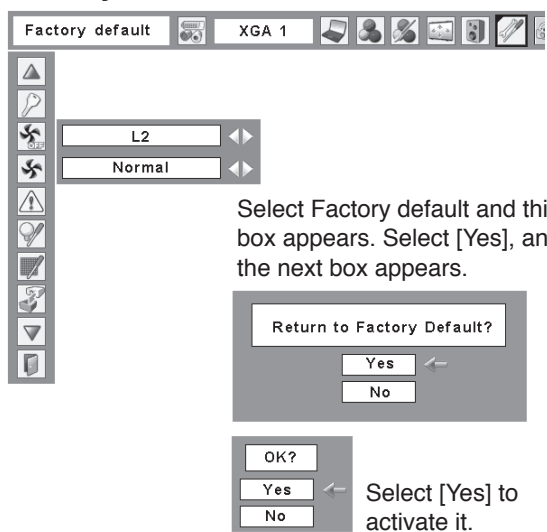 Factory default XGA 1
OFF
L2
Normal
Select Factory default and thi
box appears. Select [Yes], an
the next box appears.
Return to Factory Default?
Yes
No
OK?
Yes
No
Select [Yes] to
activate it.